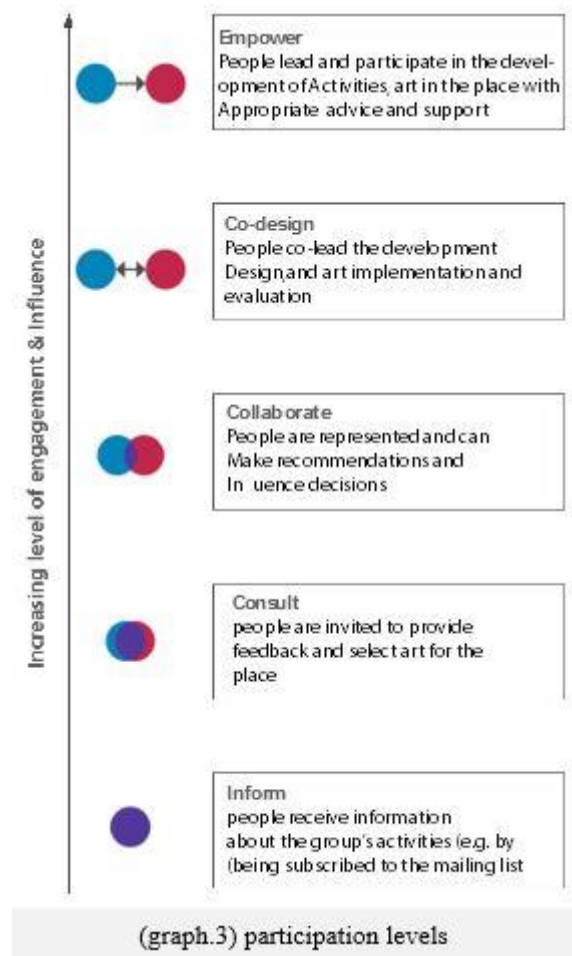 Empower
People lead and participate in the devel-
opment of Activities, art in the place with
Appropriate advice and support
Co-design
People co-lead the development
Design,and art implementation and
evaluation
Collaborate
People are represented and can
Make recommendations and
In uence decisions
Consult
people are invited to provide
feedback and select art for the
place
Inform
people receive information
about the group's activities (e.g. by
(being subscribed to the mailing list
Increasing level of engagement & Influence
(graph.3) participation levels